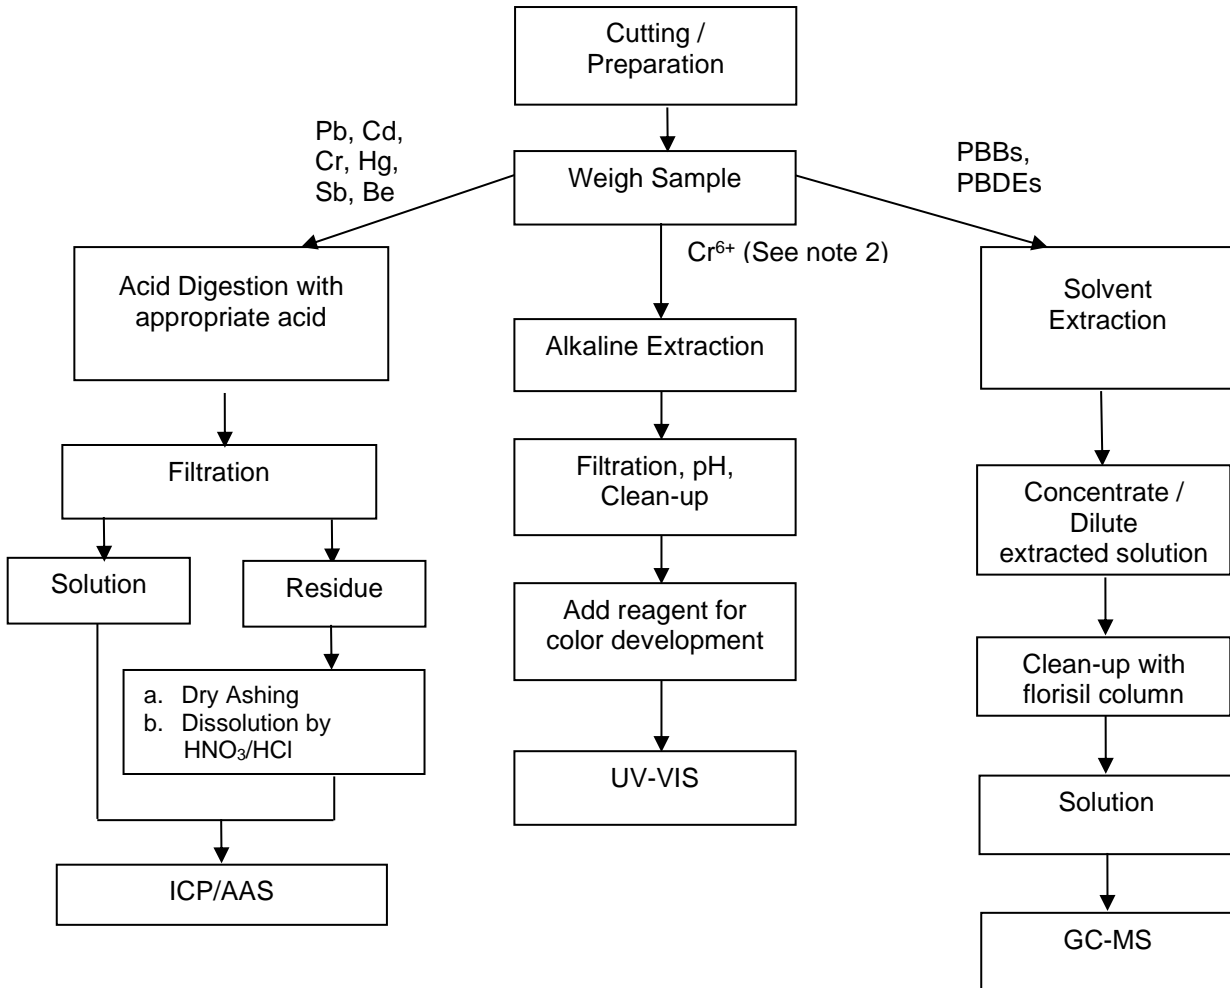 Cutting /
Preparation
Pb, Cd,
Cr, Hg,
Sb, Be
Weigh Sample
PBBs,
PBDEs
Cr⁶⁺ (See note 2)
Acid Digestion with
appropriate acid
Solvent
Extraction
Alkaline Extraction
Filtration
Filtration, pH,
Clean-up
Concentrate /
Dilute
extracted solution
Solution
Residue
Add reagent for
color development
Clean-up with
florisil column
a. Dry Ashing
b. Dissolution by
HNO₃/HCl
UV-VIS
Solution
ICP/AAS
GC-MS